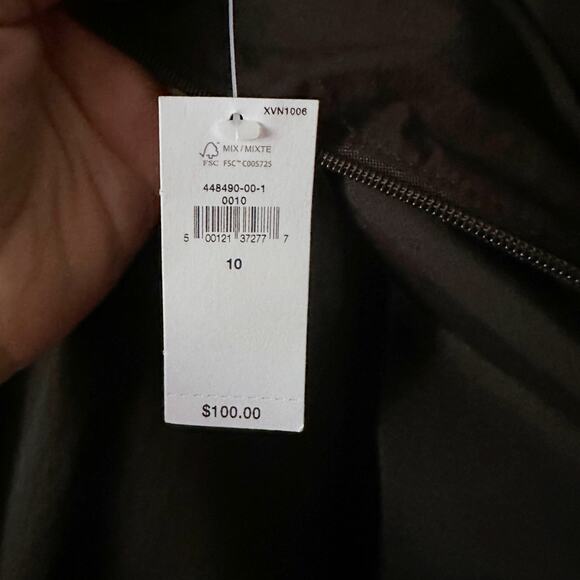 XVN1006
MIX / MIXTE
FSC FSC™ C005725
448490-00-1
0010
5 00121 37277 7
10
$100.00